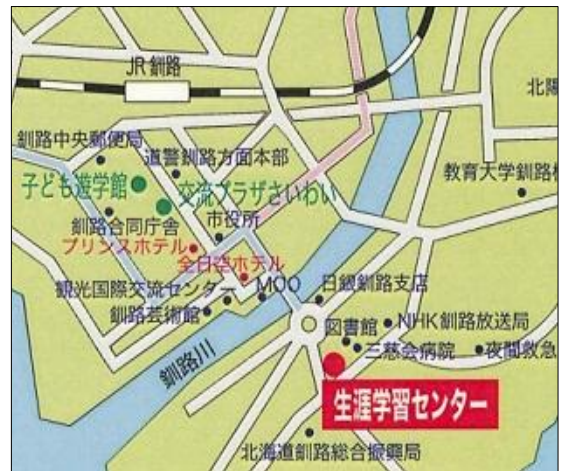 JR 釧路
北陽
釧路中央郵便局
道警釧路方面本部
教育大学釧路
子ども遊学館
交流プラザさいわい
釧路合同庁舎
市役所
プリンスホテル
全日空ホテル
観光国際交流センター
MOO
日銀釧路支店
釧路芸術館
図書館
NHK釧路放送局
釧路川
三慈会病院
夜間救急
生涯学習センター
北海道釧路総合振興局